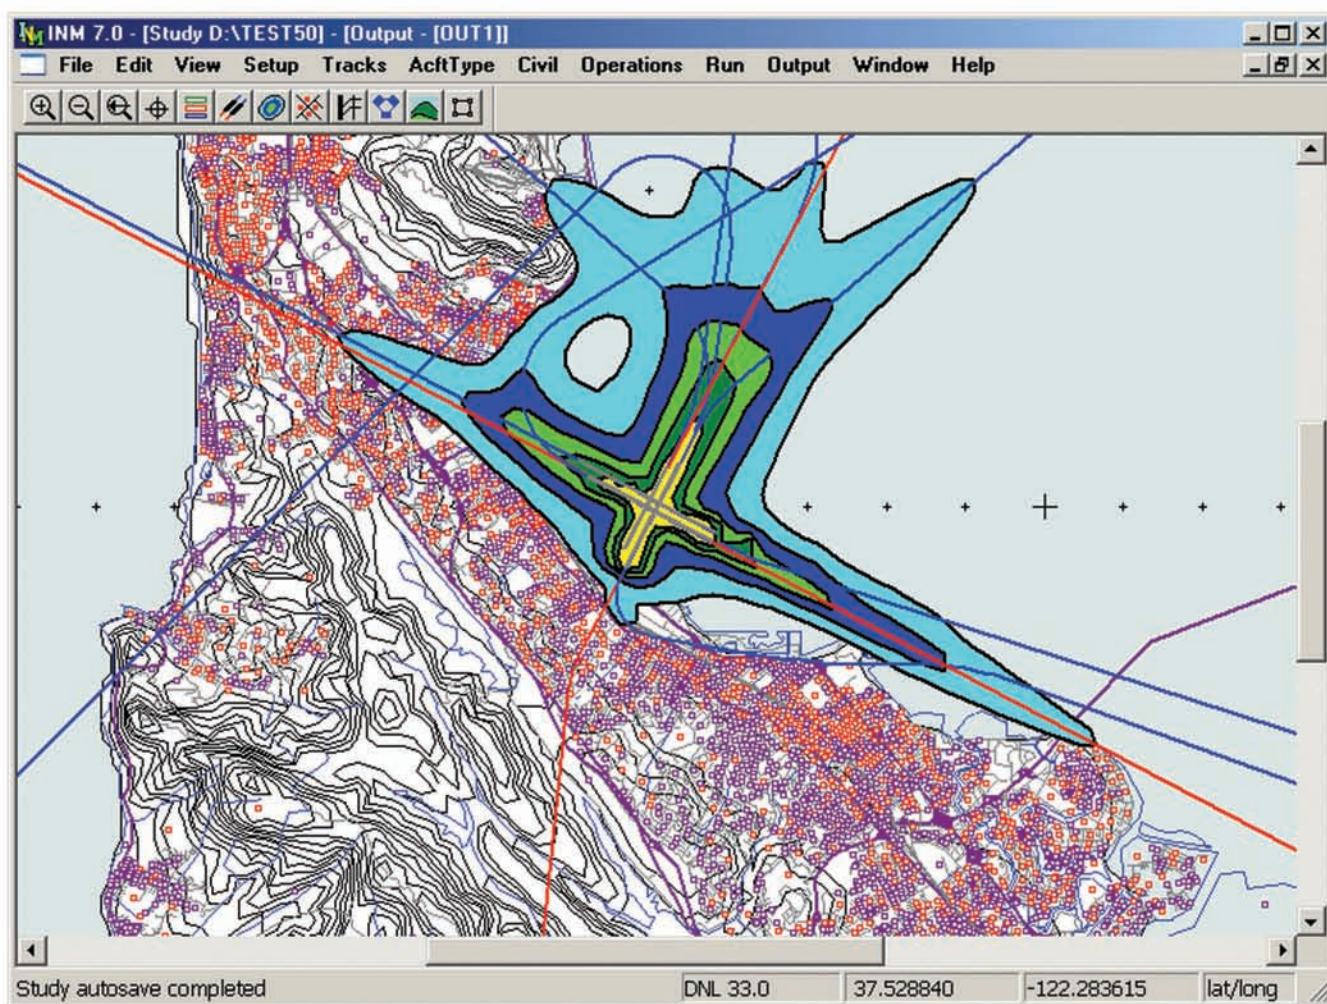 INM INM 7.0 - [Study D:\TEST50] - [Output - [OUT1]]
File Edit View Setup Tracks AcftType Civil Operations Run Output Window Help
Study autosave completed DNL 33.0 37.528840 -122.283615 lat/long